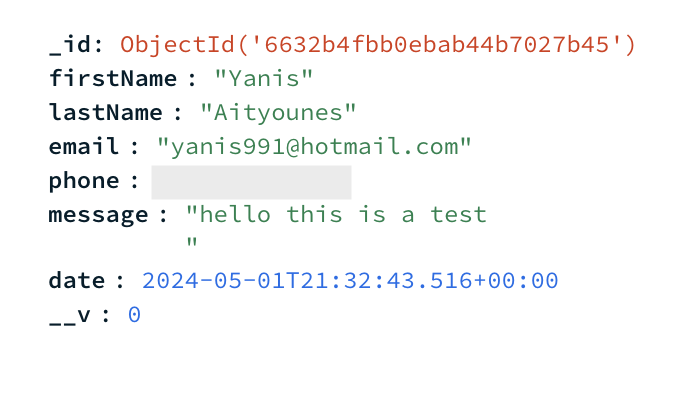 _id: ObjectId('6632b4fbb0ebab44b7027b45')
firstName : "Yanis"
lastName : "Aityounes"
email : "yanis991@hotmail.com"
phone :
message : "hello this is a test
"
date : 2024-05-01T21:32:43.516+00:00
__v : 0